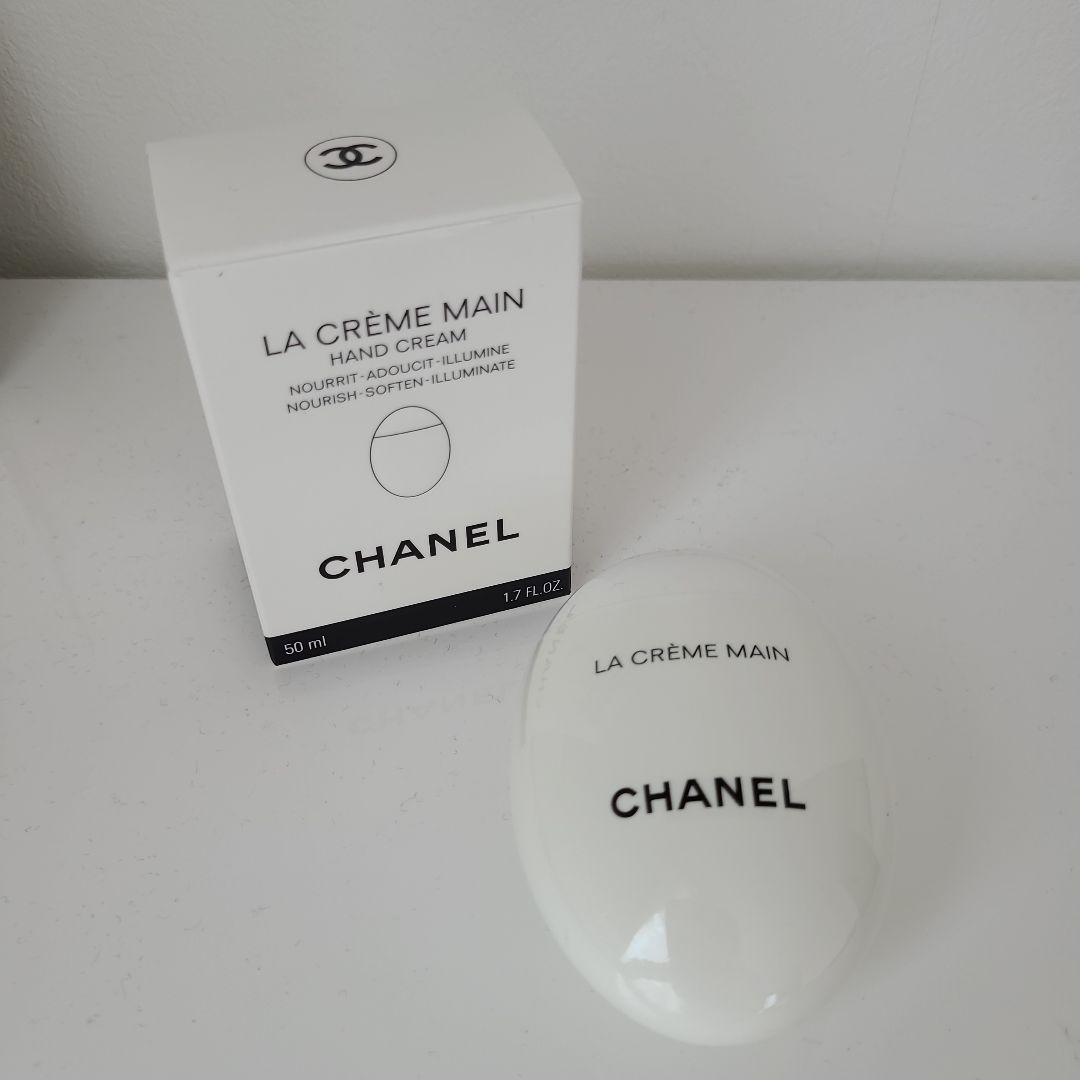 LA CRÈME MAIN
HAND CREAM
NOURRIT-ADOUCIT-ILLUMINE
NOURISH-SOFTEN-ILLUMINATE
CHANEL
50 ml
1.7 FL.OZ.
LA CRÈME MAIN
CHANEL